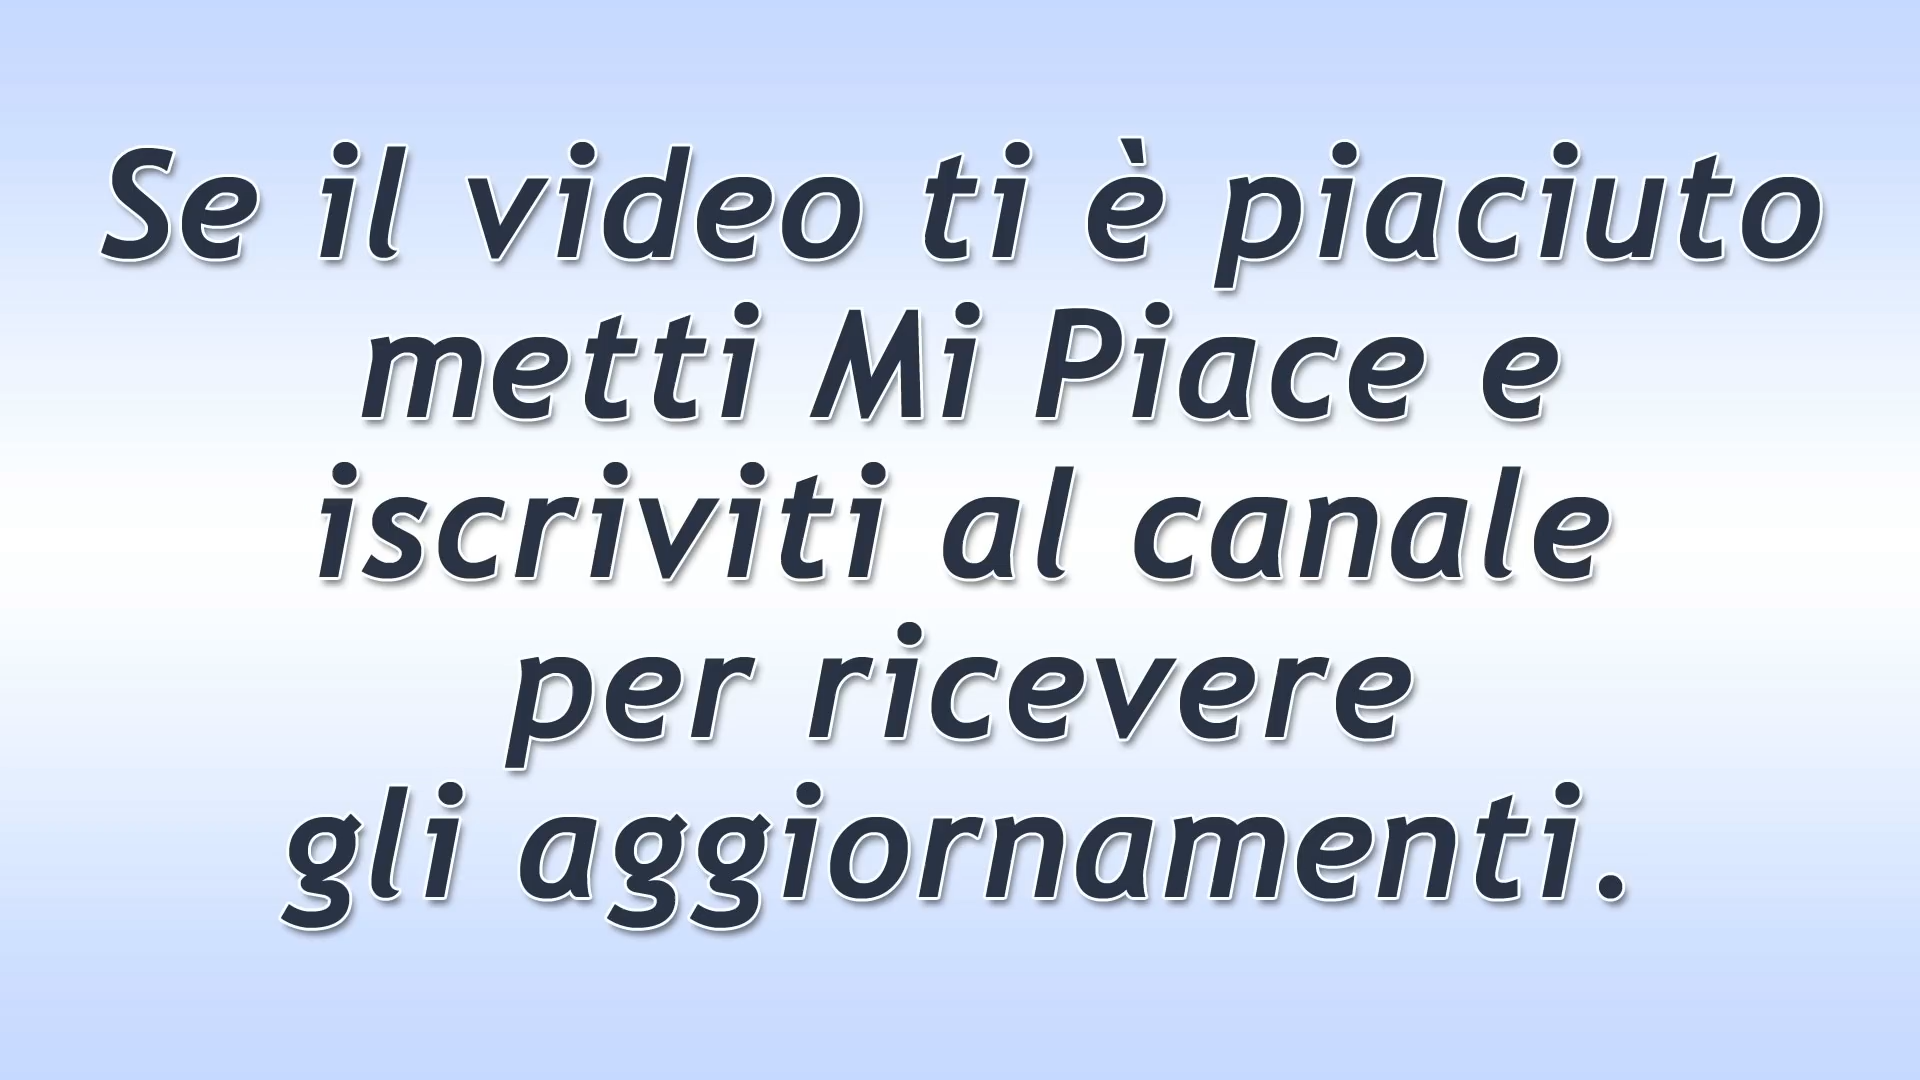 Se il video ti è piaciuto
metti Mi Piace e
iscriviti al canale
per ricevere
gli aggiornamenti.